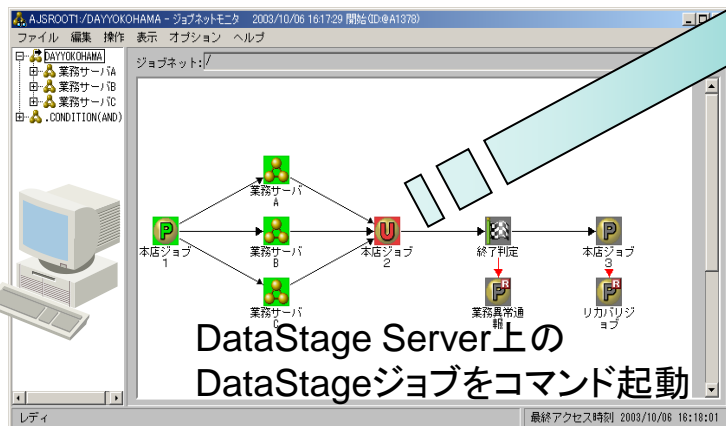 AJSROOT1:/DAYYOKOHAMA - ジョブネットモニタ 2003/10/06 16:17:29 開始(ID:@A1378)
ファイル 編集 操作 表示 オプション ヘルプ
DAYYOKOHAMA
業務サーバA
業務サーバB
業務サーバC
.CONDITION(AND)
ジョブネット: /
業務サーバ
A
本店ジョブ
1
業務サーバ
B
本店ジョブ
2
終了判定
本店ジョブ
3
業務サーバ
C
業務異常通
報
リカバリジ
ョブ
DataStage Server上の
DataStageジョブをコマンド起動
レディ
最終アクセス時刻 2003/10/06 16:18:01